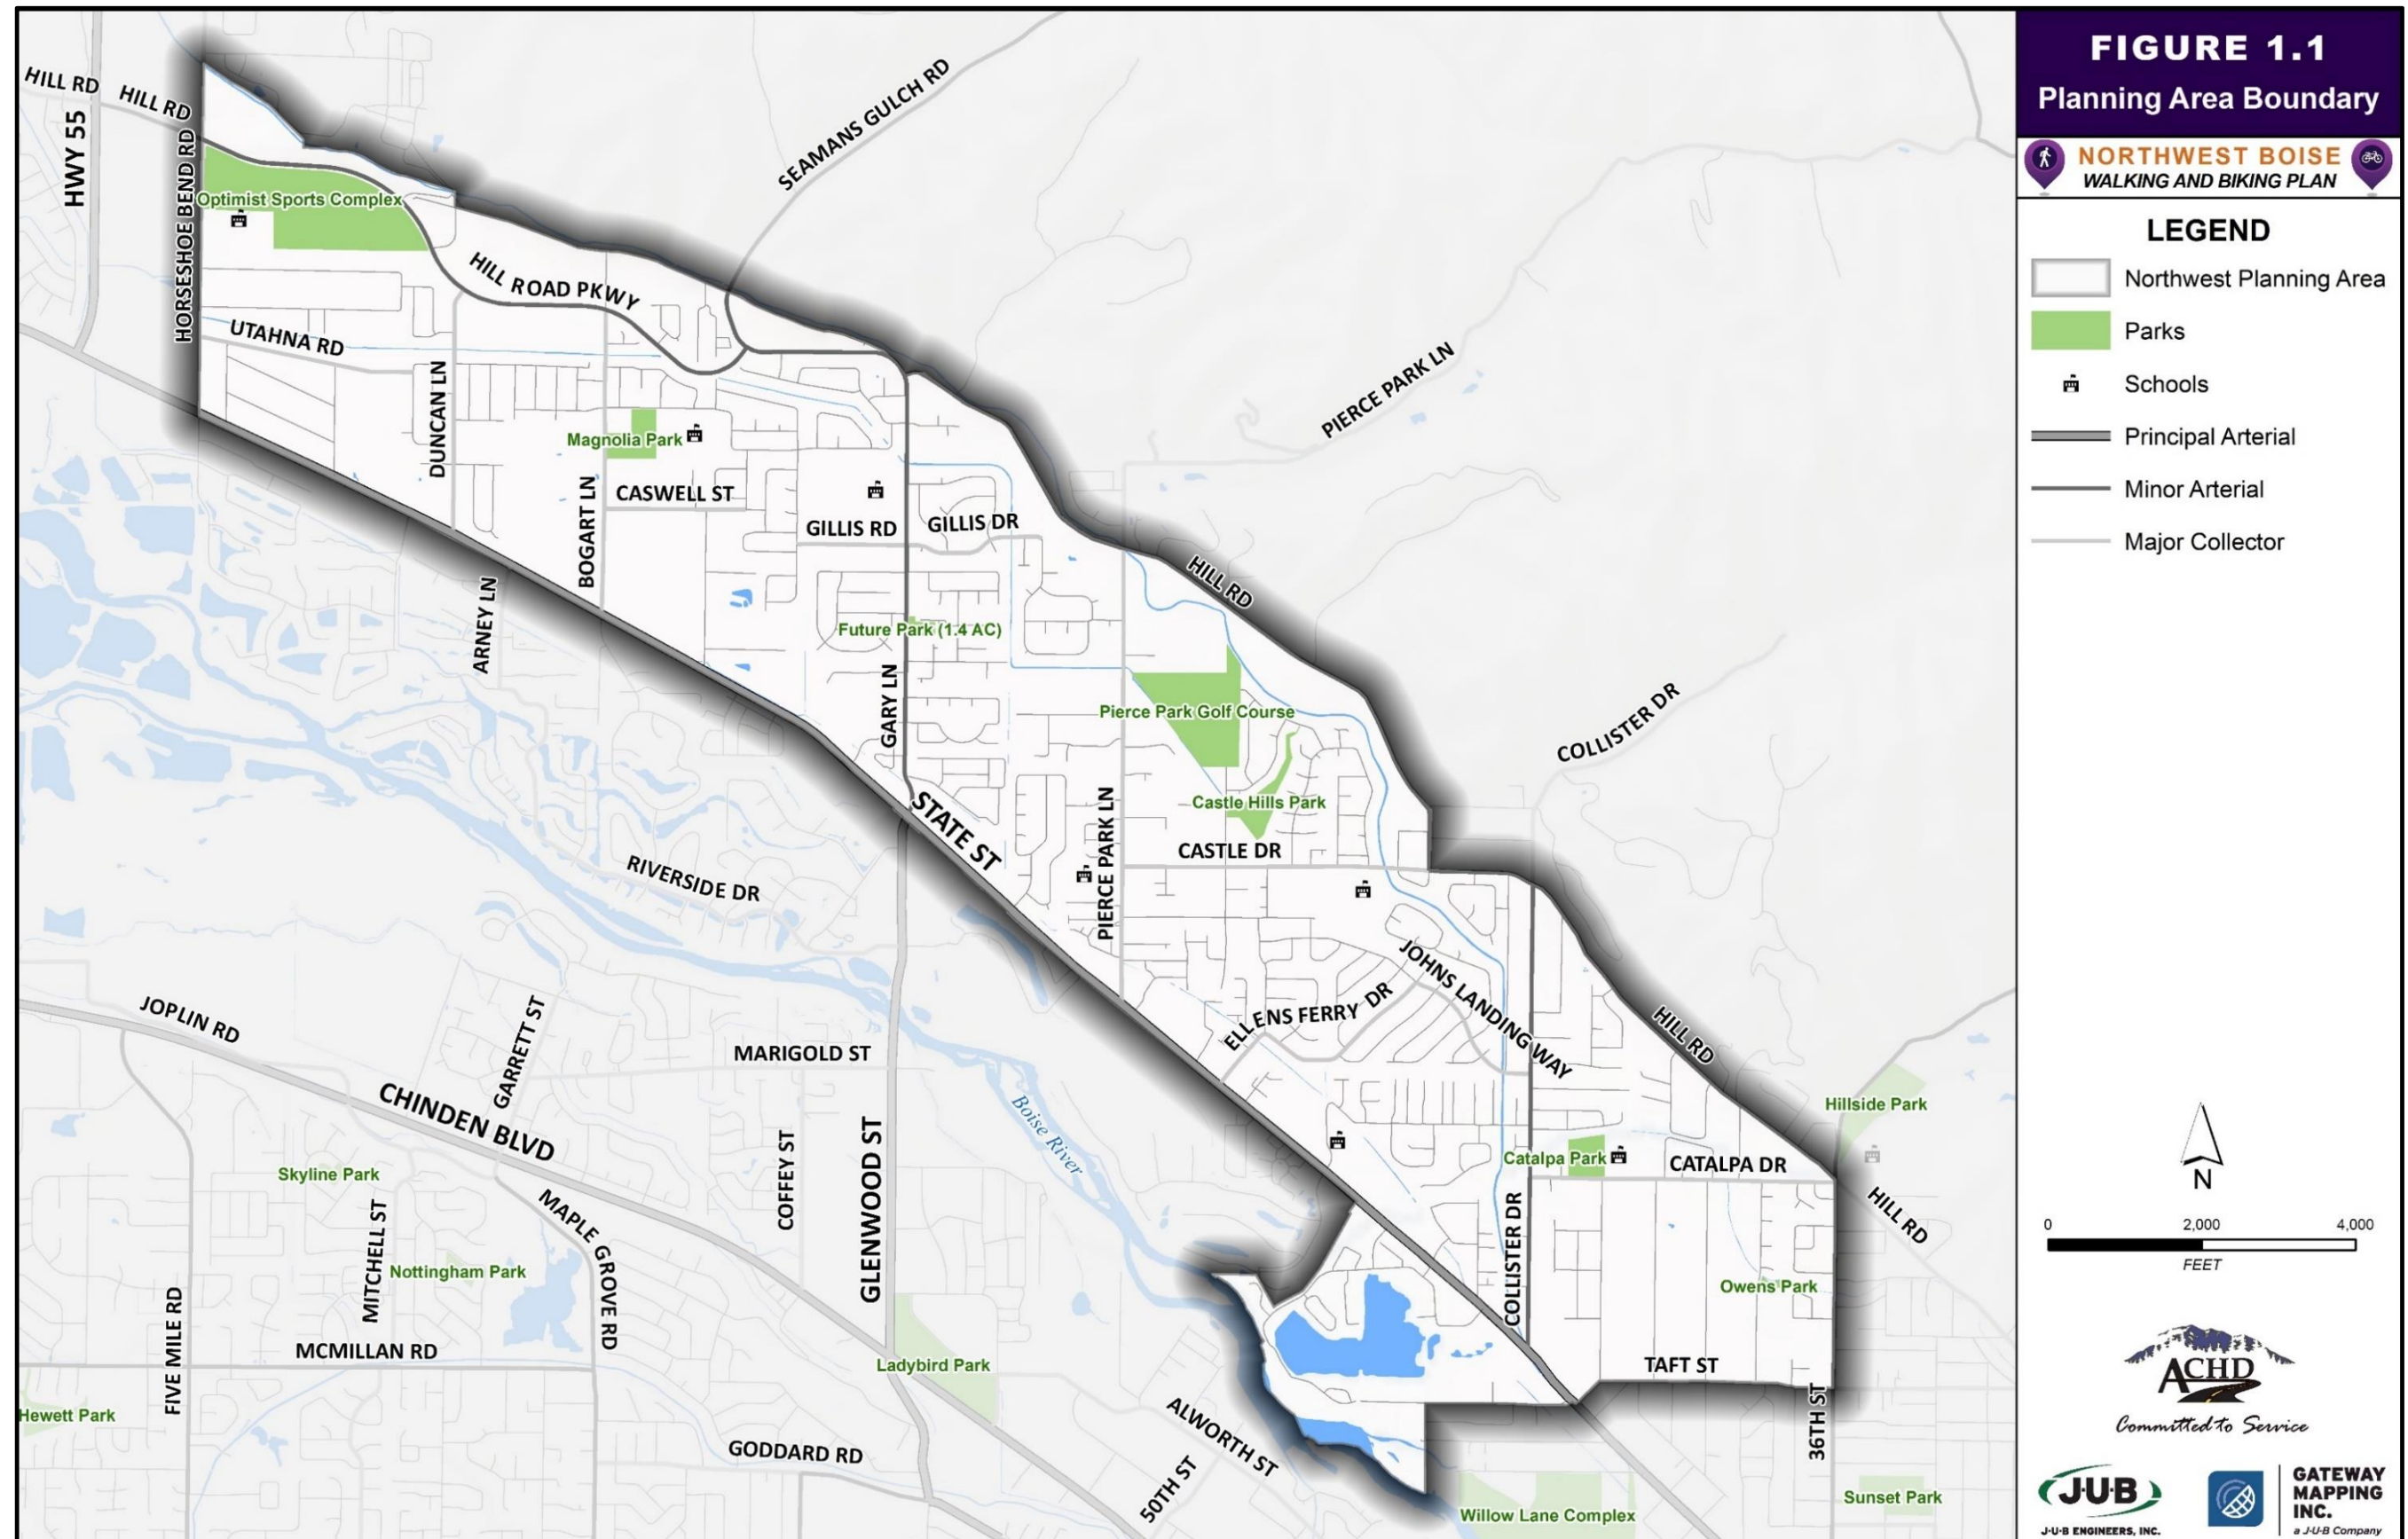 FIGURE 1.1
Planning Area Boundary
NORTHWEST BOISE
WALKING AND BIKING PLAN
LEGEND
Northwest Planning Area
Parks
Schools
Principal Arterial
Minor Arterial
Major Collector
N
0 2,000 4,000
FEET
ACHD
Committed to Service
J·U·B
J·U·B ENGINEERS, INC.
GATEWAY
MAPPING
INC.
a J·U·B Company
HILL RD
HILL RD
HWY 55
HORSESHOE BEND RD
Optimist Sports Complex
SEAMANS GULCH RD
HILL ROAD PKWY
UTAHNA RD
DUNCAN LN
PIERCE PARK LN
Magnolia Park
BOGART LN
CASWELL ST
GILLIS RD
GILLIS DR
ARNEY LN
HILL RD
Future Park (1.4 AC)
GARY LN
Pierce Park Golf Course
COLLISTER DR
Castle Hills Park
STATE ST
PIERCE PARK LN
CASTLE DR
RIVERSIDE DR
JOHNS LANDING WAY
ELLENS FERRY DR
JOPLIN RD
GARRETT ST
MARIGOLD ST
HILL RD
CHINDEN BLVD
Boise River
Hillside Park
COFFEY ST
GLENWOOD ST
Skyline Park
Catalpa Park
CATALPA DR
MITCHELL ST
MAPLE GROVE RD
HILL RD
Nottingham Park
COLLISTER DR
Owens Park
FIVE MILE RD
MCMILLAN RD
Ladybird Park
TAFT ST
Hewett Park
ALWORTH ST
36TH ST
GODDARD RD
50TH ST
Willow Lane Complex
Sunset Park